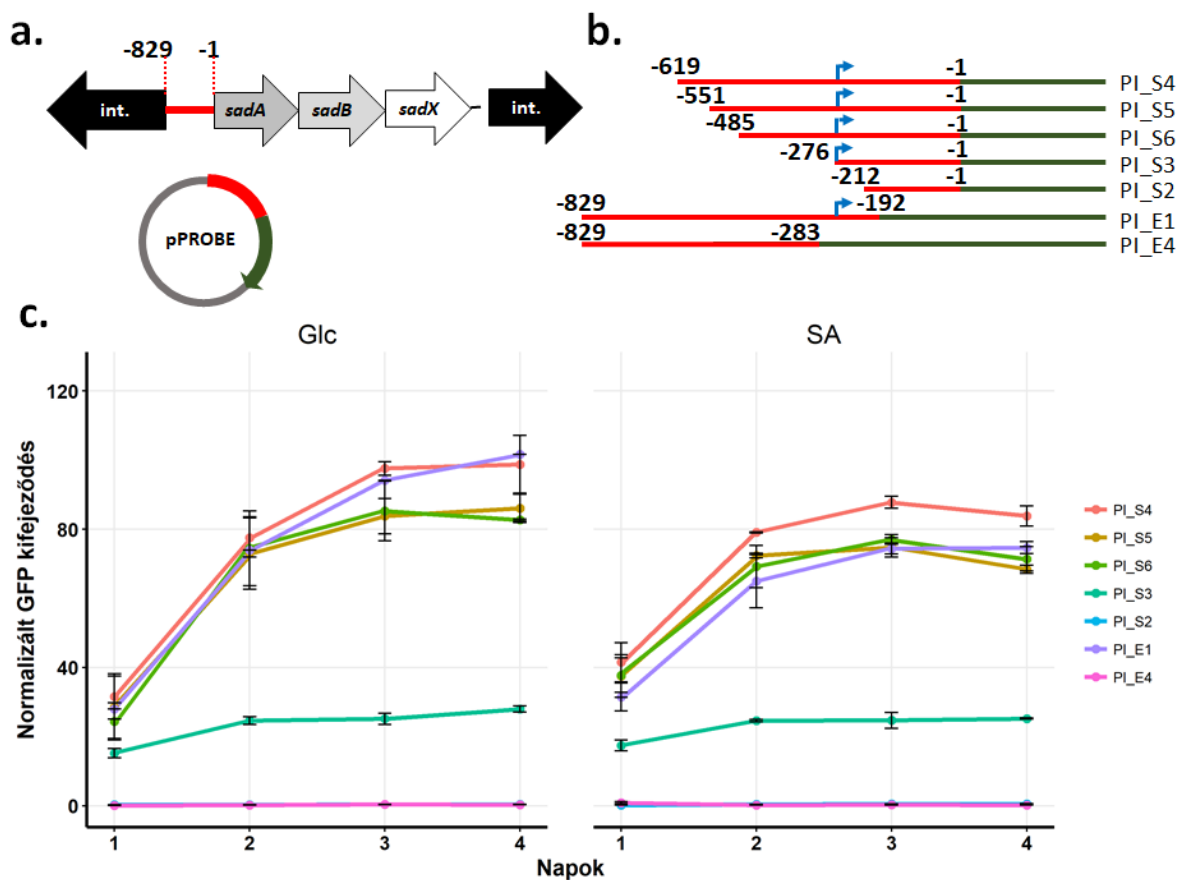 a.
-829 -1
int. sadA sadB sadX int.
pPROBE
b.
-619 -1 PI_S4
-551 -1 PI_S5
-485 -1 PI_S6
-276 -1 PI_S3
-212 -1 PI_S2
-829 -192 PI_E1
-829 -283 PI_E4
c.
Glc SA
Normalizált GFP kifejeződés
120
80
40
0
1 2 3 4 1 2 3 4
Napok
PI_S4
PI_S5
PI_S6
PI_S3
PI_S2
PI_E1
PI_E4